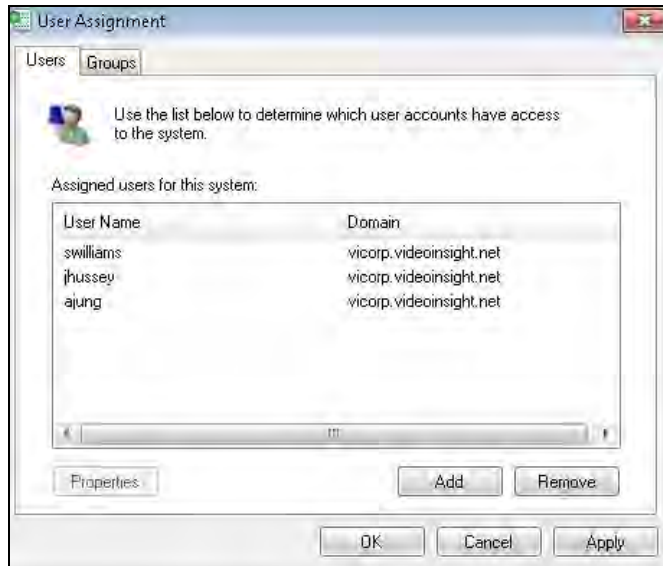 User Assignment
Users Groups
Use the list below to determine which user accounts have access
to the system.
Assigned users for this system:
User Name Domain
swilliams vicorp.videoinsight.net
jhussey vicorp.videoinsight.net
ajung vicorp.videoinsight.net
Properties Add Remove
OK Cancel Apply